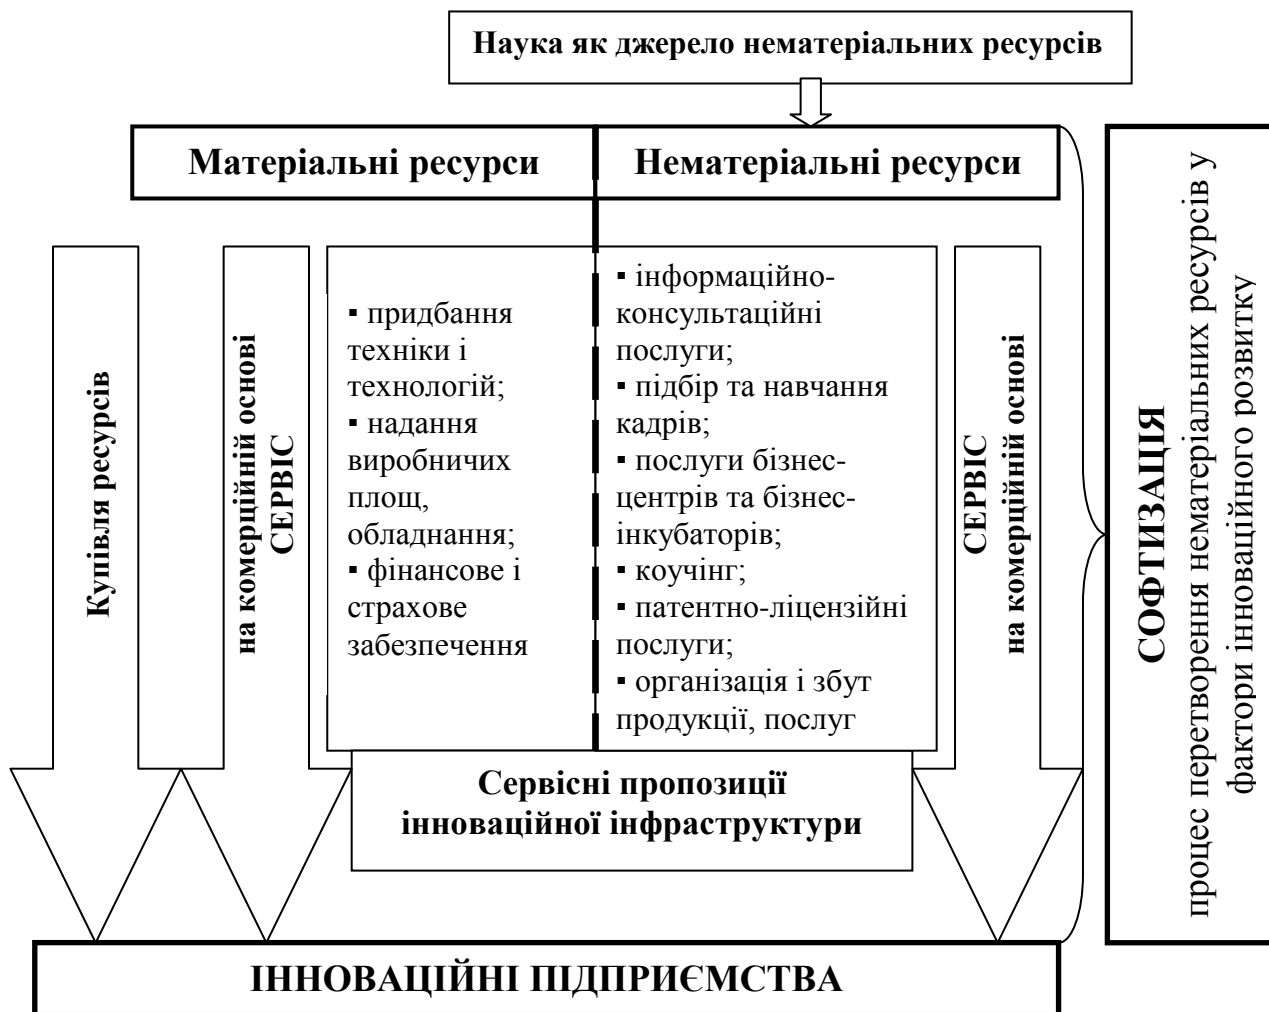 Наука як джерело нематеріальних ресурсів
Матеріальні ресурси
Нематеріальні ресурси
Купівля ресурсів
на комерційній основі
СЕРВІС
▪ придбання
техніки і
технологій;
▪ надання
виробничих
площ,
обладнання;
▪ фінансове і
страхове
забезпечення
▪ інформаційно-
консультаційні
послуги;
▪ підбір та навчання
кадрів;
▪ послуги бізнес-
центрів та бізнес-
інкубаторів;
▪ коучінг;
▪ патентно-ліцензійні
послуги;
▪ організація і збут
продукції, послуг
СЕРВІС
на комерційній основі
СОФТИЗАЦІЯ
процес перетворення нематеріальних ресурсів у
фактори інноваційного розвитку
Сервісні пропозиції
інноваційної інфраструктури
ІННОВАЦІЙНІ ПІДПРИЄМСТВА